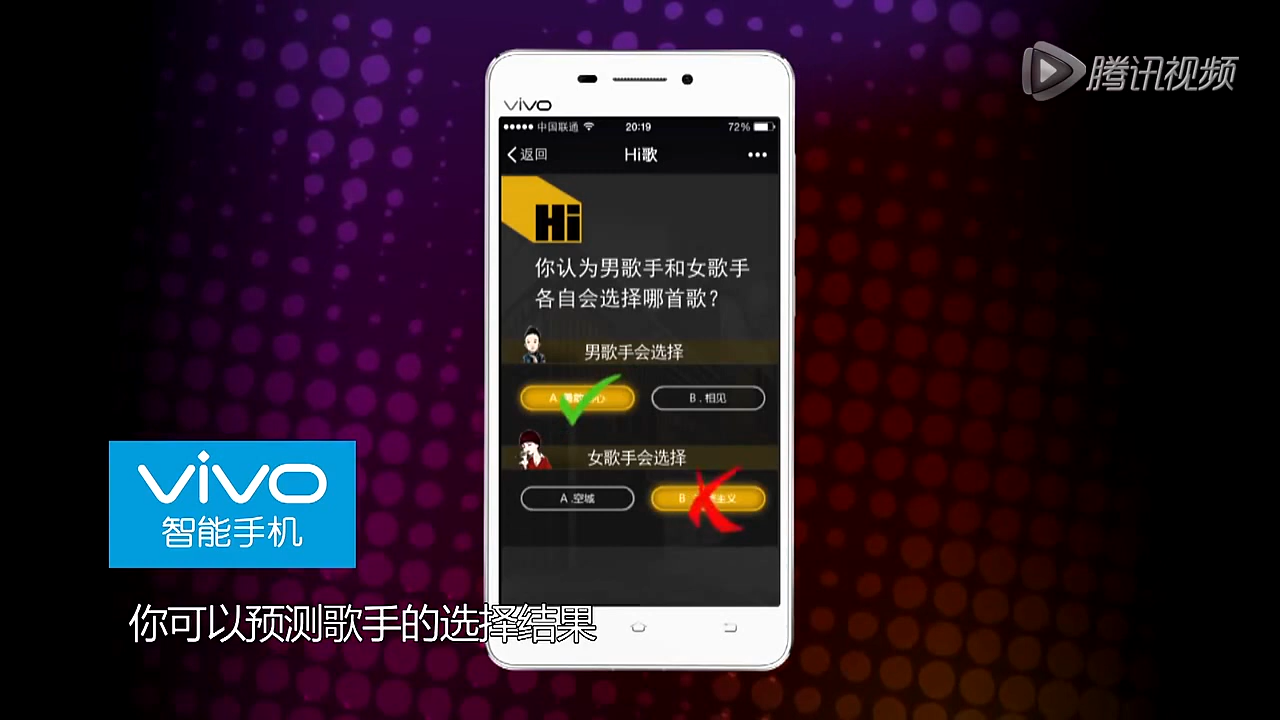 腾讯视频
vivo
中国联通 20:19 72%
返回 Hi歌
Hi
你认为男歌手和女歌手
各自会选择哪首歌?
男歌手会选择
A B.相见
女歌手会选择
A.空城 B. 主义
vivo
智能手机
你可以预测歌手的选择结果